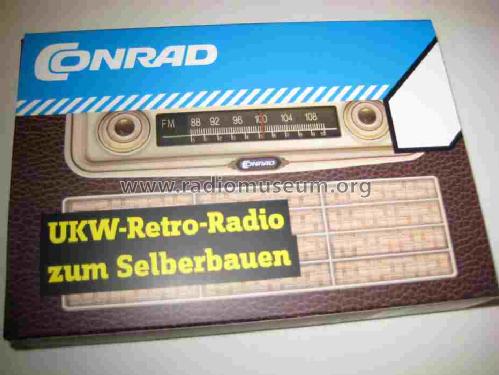 CONRAD
FM 88 92 96 100 104 108
CONRAD
www.radiomuseum.org
UKW-Retro-Radio
zum Selberbauen